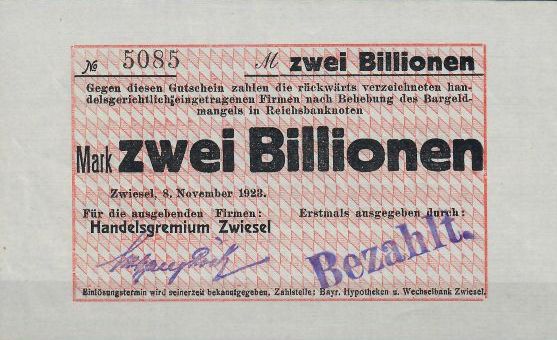 № 5085 M zwei Billionen
Gegen diesen Gutschein zahlen die rückwärts verzeichneten han-
delsgerichtlich eingetragenen Firmen nach Behebung des Bargeld-
mangels in Reichsbanknoten
Mark zwei Billionen
Zwiesel, 8. November 1923.
Für die ausgebenden Firmen: Erstmals ausgegeben durch:
Handelsgremium Zwiesel
Bezahlt.
Einlösungstermin wird seinerzeit bekanntgegeben, Zahlstelle: Bayr. Hypotheken u. Wechselbank Zwiesel.